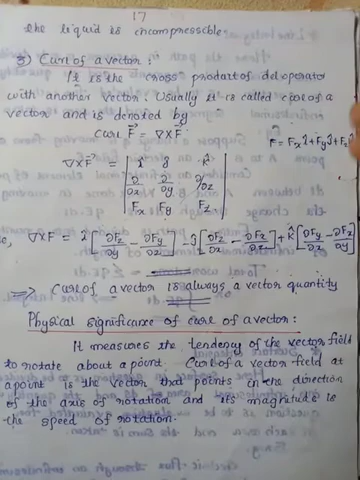 17
the liquid is incompressible.
3) Curl of a vector :
It is the cross product of del operator
with another vector. Usually it is called curl of a
vector and is denoted by
Curl F⃗ = ∇×F⃗
F⃗ = Fx î + Fy ĵ + Fz
∇×F⃗ = | î ĵ k̂ |
| ∂/∂x ∂/∂y ∂/∂z |
| Fx Fy Fz |
∇×F = î [∂Fz/∂y − ∂Fy/∂z] − ĵ [∂Fz/∂x − ∂Fx/∂z] + k̂ [∂Fy/∂x − ∂Fx/∂y]
⇒ Curl of a vector is always a vector quantity
Physical significance of curl of a vector :
It measures the tendency of the vector field
to rotate about a point. Curl of a vector field at
a point is the vector that points in the direction
of the axis of rotation and its magnitude is
the speed of rotation.